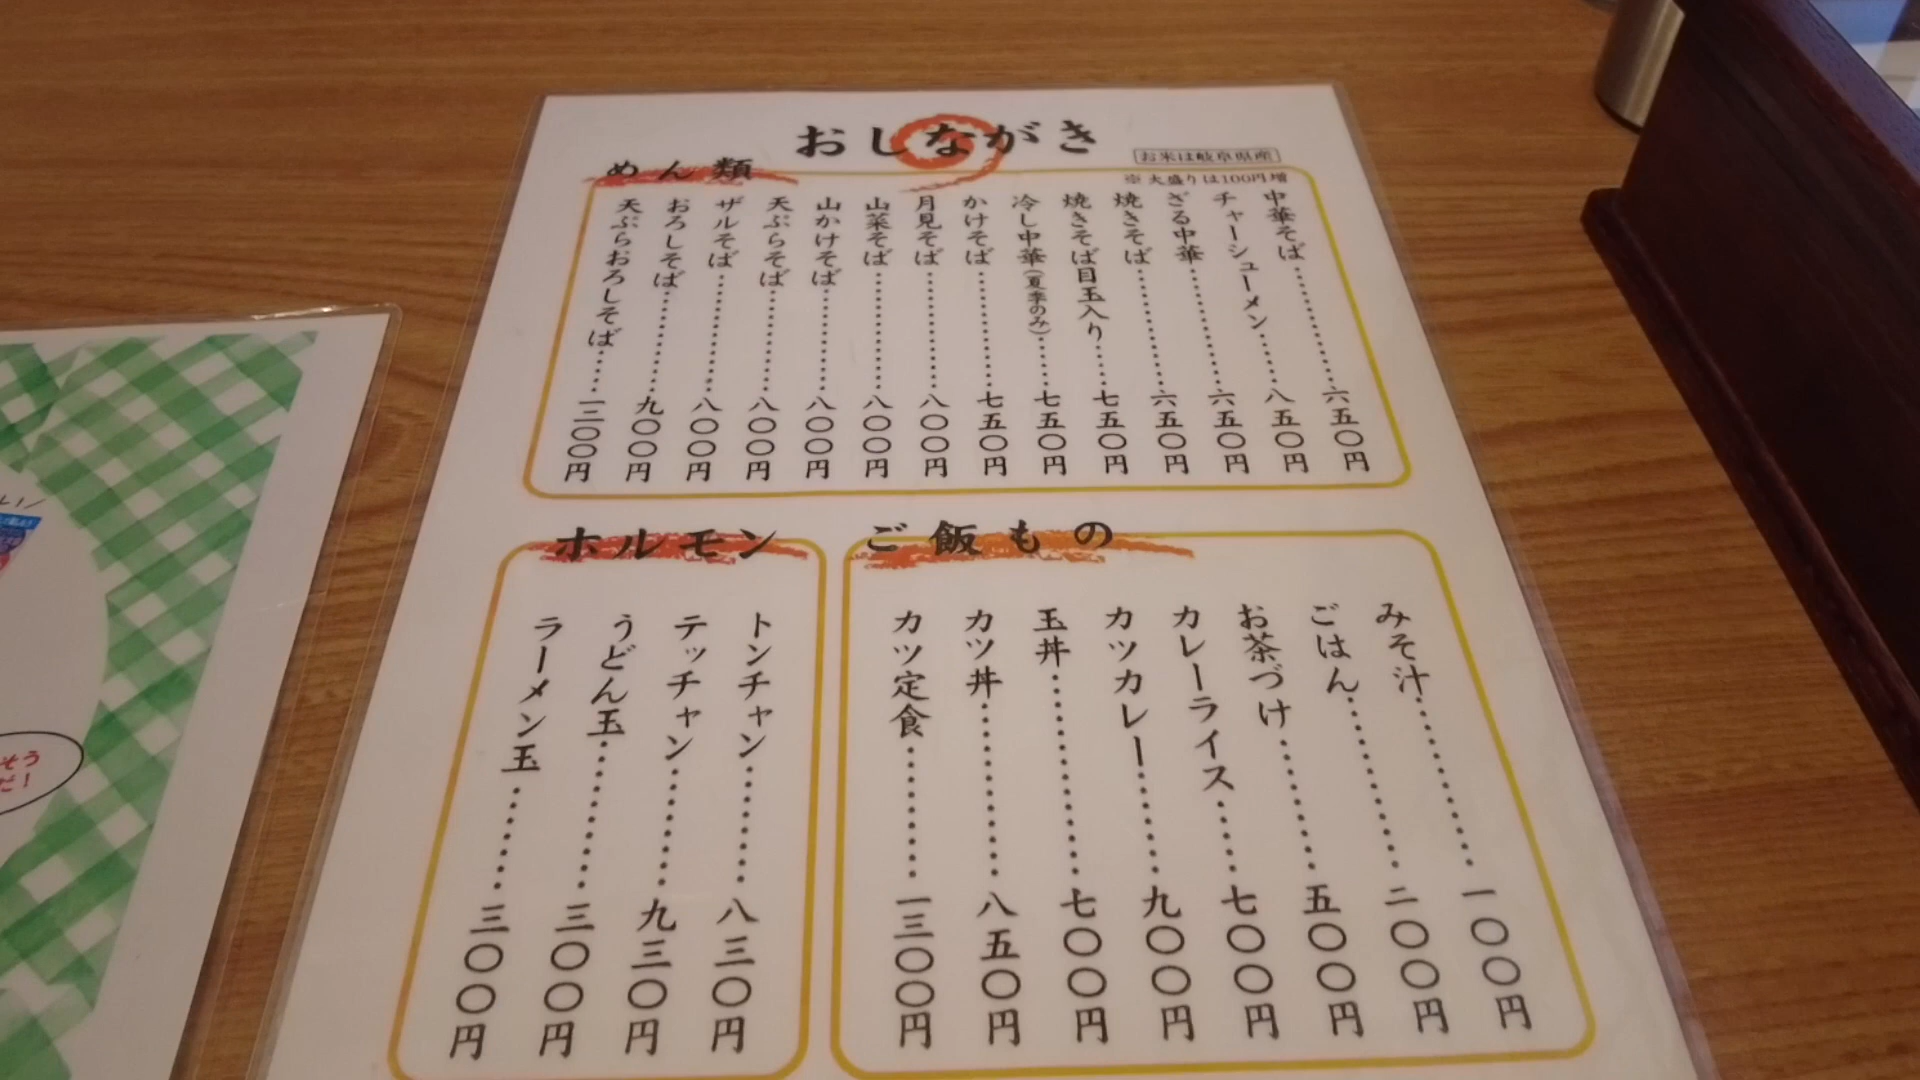 おしながき
お米は岐阜県産
めん類
※大盛りは100円増
中華そば…………六五〇円
チャーシューメン……八五〇円
ざる中華…………六五〇円
焼きそば…………六五〇円
焼きそば目玉入り……七五〇円
冷し中華(夏季のみ)……七五〇円
かけそば…………七五〇円
月見そば…………八〇〇円
山菜そば…………八〇〇円
山かけそば…………八〇〇円
天ぷらそば…………八〇〇円
ザルそば…………八〇〇円
おろしそば…………九〇〇円
天ぷらおろしそば……一二〇〇円
ホルモン
トンチャン…………八三〇円
テッチャン…………九三〇円
うどん玉…………三〇〇円
ラーメン玉…………三〇〇円
ご飯もの
みそ汁…………一〇〇円
ごはん…………二〇〇円
お茶づけ…………五〇〇円
カレーライス……七〇〇円
カツカレー…………九〇〇円
玉丼…………七〇〇円
カツ丼…………八五〇円
カツ定食…………一三〇〇円
そう
だ!